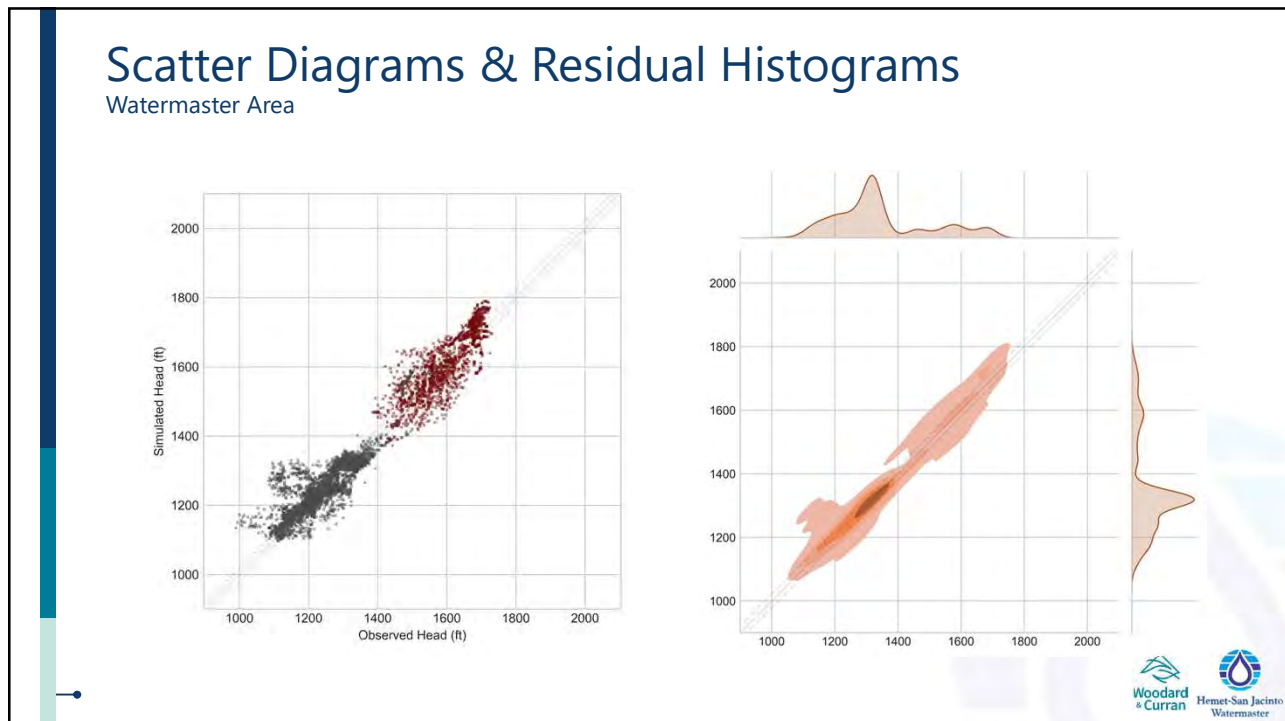 Scatter Diagrams & Residual Histograms
Watermaster Area
2000
1800
1600
1400
1200
1000
Simulated Head (ft)
1000 1200 1400 1600 1800 2000
Observed Head (ft)
2000
1800
1600
1400
1200
1000
1000 1200 1400 1600 1800 2000
Woodard
& Curran
Hemet-San Jacinto
Watermaster